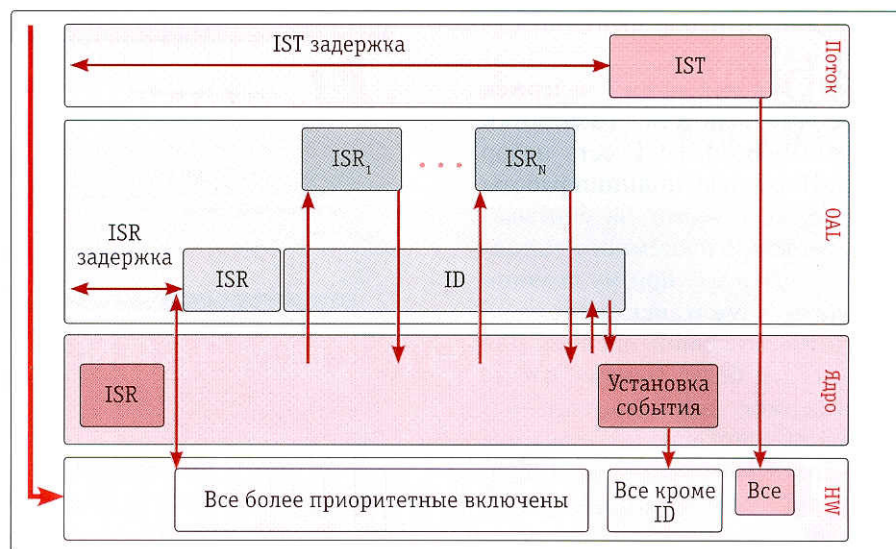 IST задержка
IST
Поток
ISR₁
ISR_N
ISR
задержка
ISR
ID
OAL
ISR
Установка
события
Ядро
Все более приоритетные включены
Все кроме
ID
Все
HW